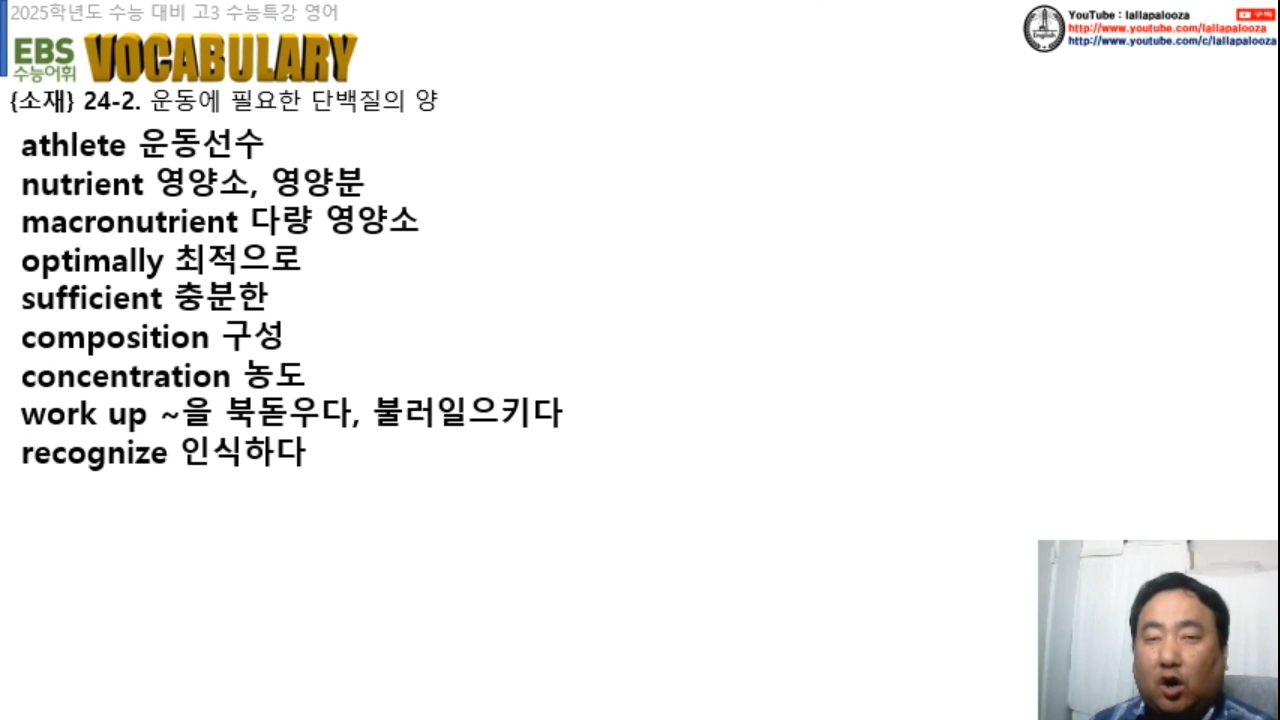 2025학년도 수능 대비 고3 수능특강 영어
EBS 수능어휘 VOCABULARY
{소재} 24-2. 운동에 필요한 단백질의 양
athlete 운동선수
nutrient 영양소, 영양분
macronutrient 다량 영양소
optimally 최적으로
sufficient 충분한
composition 구성
concentration 농도
work up ~을 북돋우다, 불러일으키다
recognize 인식하다
YouTube : lallapalooza
구독
http://www.youtube.com/lallapalooza
http://www.youtube.com/c/lallapalooza
English